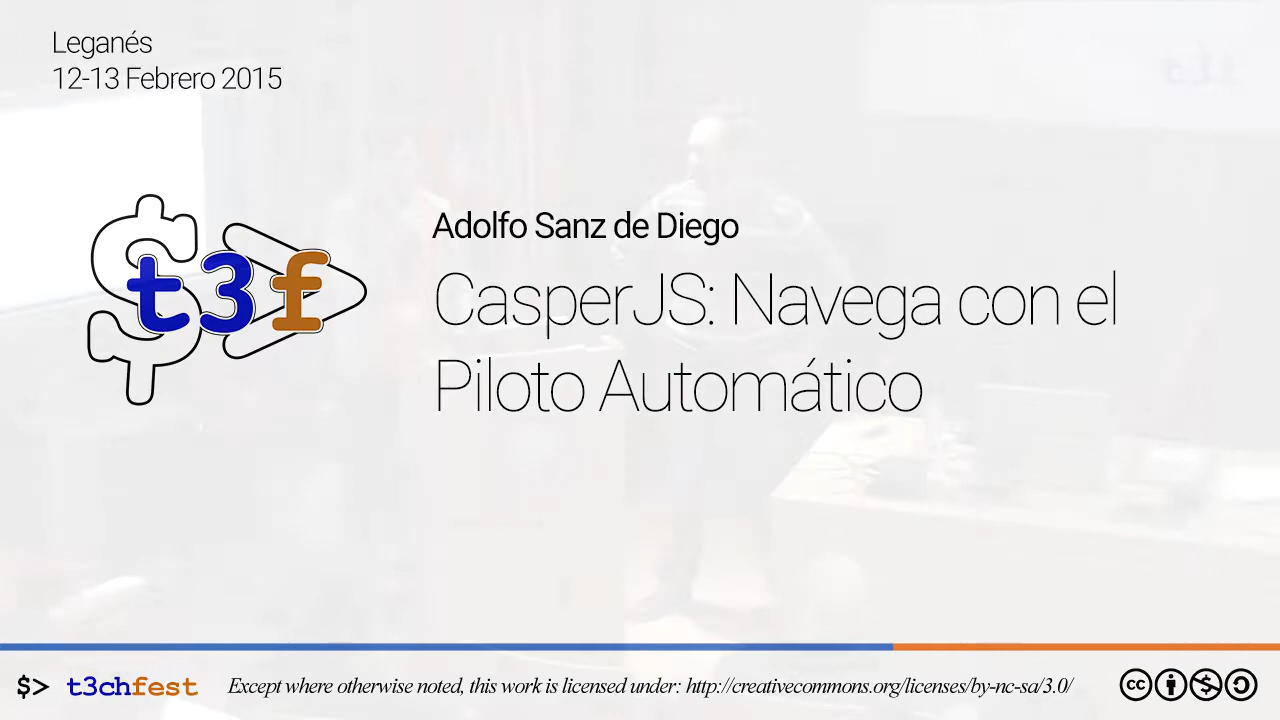 Leganés
12-13 Febrero 2015
$> t3f
Adolfo Sanz de Diego
CasperJS: Navega con el
Piloto Automático
$> t3chfest
Except where otherwise noted, this work is licensed under: http://creativecommons.org/licenses/by-nc-sa/3.0/
cc